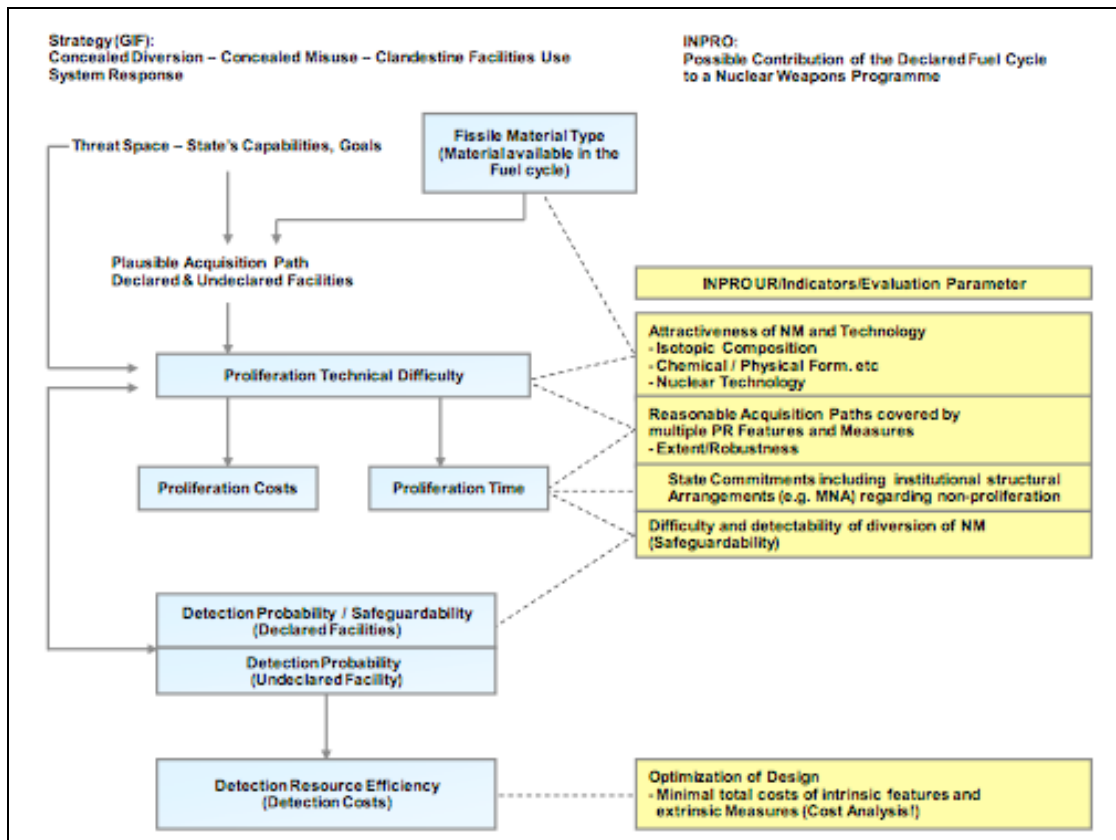 Strategy (GIF):
Concealed Diversion – Concealed Misuse – Clandestine Facilities Use
System Response
INPRO:
Possible Contribution of the Declared Fuel Cycle
to a Nuclear Weapons Programme
Threat Space – State's Capabilities, Goals
Fissile Material Type
(Material available in the
Fuel cycle)
Plausible Acquisition Path
Declared & Undeclared Facilities
INPRO UR/Indicators/Evaluation Parameter
Attractiveness of NM and Technology
- Isotopic Composition
- Chemical / Physical Form. etc
- Nuclear Technology
Proliferation Technical Difficulty
Reasonable Acquisition Paths covered by
multiple PR Features and Measures
- Extent/Robustness
Proliferation Costs
Proliferation Time
State Commitments including institutional structural
Arrangements (e.g. MNA) regarding non-proliferation
Difficulty and detectability of diversion of NM
(Safeguardability)
Detection Probability / Safeguardability
(Declared Facilities)
Detection Probability
(Undeclared Facility)
Detection Resource Efficiency
(Detection Costs)
Optimization of Design
- Minimal total costs of intrinsic features and
extrinsic Measures (Cost Analysis!)